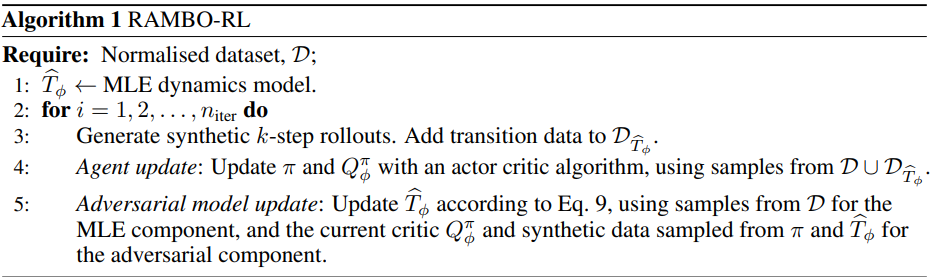 Algorithm 1 RAMBO-RL
Require: Normalised dataset, $\mathcal{D}$;
1: $\widehat{T}_\phi \leftarrow$ MLE dynamics model.
2: for $i = 1, 2, \ldots, n_{\text{iter}}$ do
3: Generate synthetic $k$-step rollouts. Add transition data to $\mathcal{D}_{\widehat{T}_\phi}$.
4: Agent update: Update $\pi$ and $Q^\pi_\phi$ with an actor critic algorithm, using samples from $\mathcal{D} \cup \mathcal{D}_{\widehat{T}_\phi}$.
5: Adversarial model update: Update $\widehat{T}_\phi$ according to Eq. 9, using samples from $\mathcal{D}$ for the
MLE component, and the current critic $Q^\pi_\phi$ and synthetic data sampled from $\pi$ and $\widehat{T}_\phi$ for
the adversarial component.